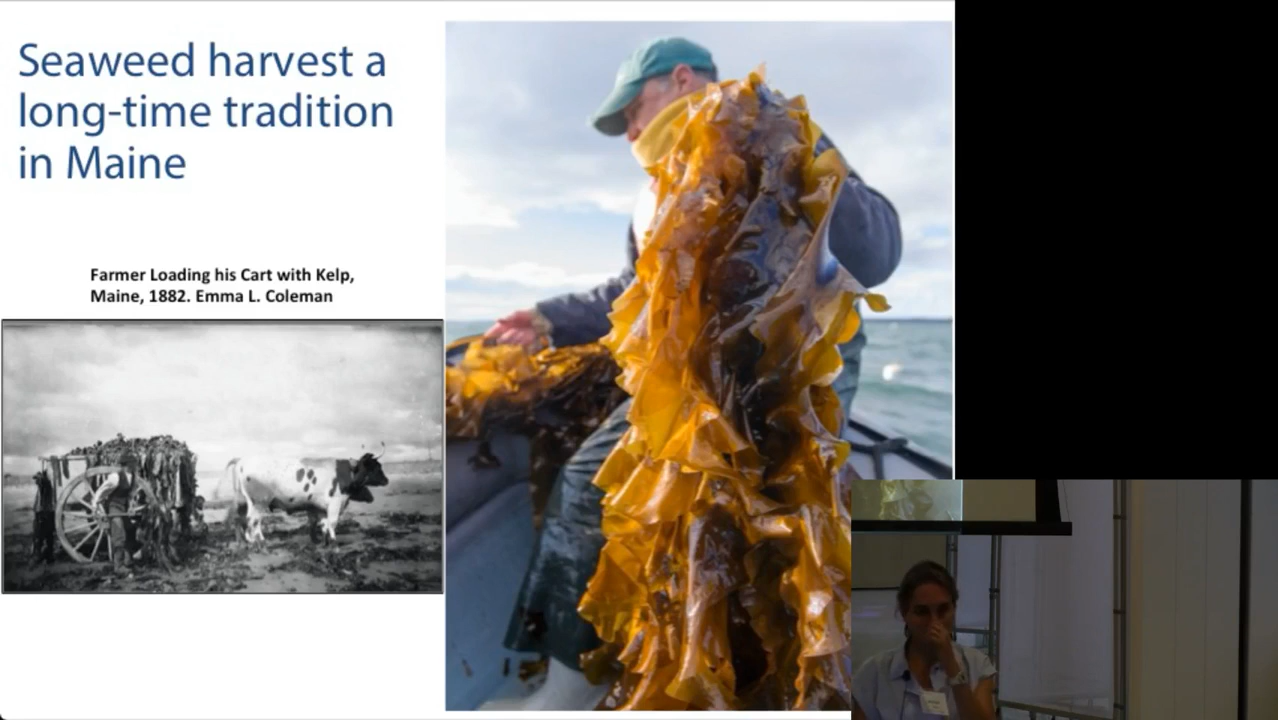 Seaweed harvest a
long-time tradition
in Maine
Farmer Loading his Cart with Kelp,
Maine, 1882. Emma L. Coleman